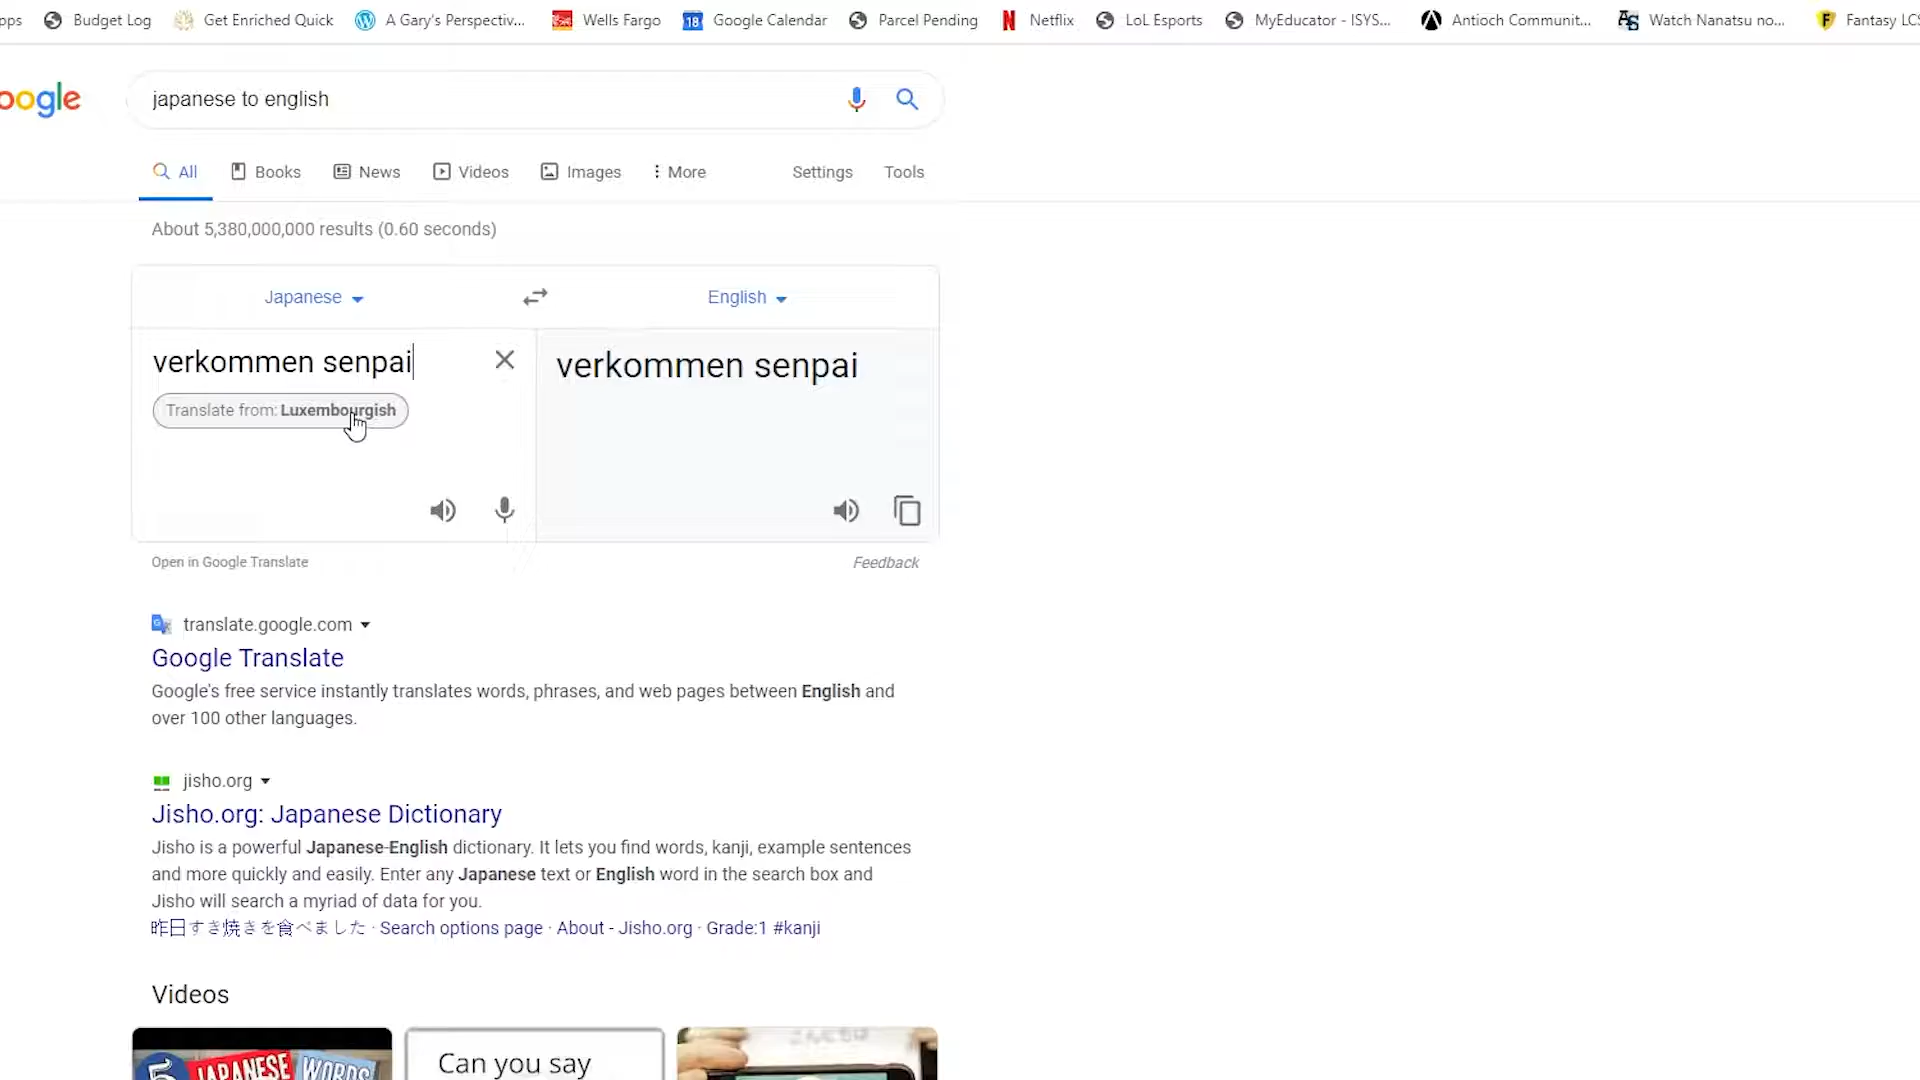 Budget Log Get Enriched Quick A Gary's Perspectiv... Wells Fargo 18 Google Calendar Parcel Pending Netflix LoL Esports MyEducator - ISYS... Antioch Communit... Watch Nanatsu no... Fantasy LCS
oogle
japanese to english
All Books News Videos Images More Settings Tools
About 5,380,000,000 results (0.60 seconds)
Japanese English
verkommen senpai verkommen senpai
Translate from: Luxembourgish
Open in Google Translate Feedback
translate.google.com
Google Translate
Google's free service instantly translates words, phrases, and web pages between English and
over 100 other languages.
jisho.org
Jisho.org: Japanese Dictionary
Jisho is a powerful Japanese-English dictionary. It lets you find words, kanji, example sentences
and more quickly and easily. Enter any Japanese text or English word in the search box and
Jisho will search a myriad of data for you.
昨日すき焼きを食べました · Search options page · About - Jisho.org · Grade:1 #kanji
Videos
5 JAPANESE WORDS Can you say